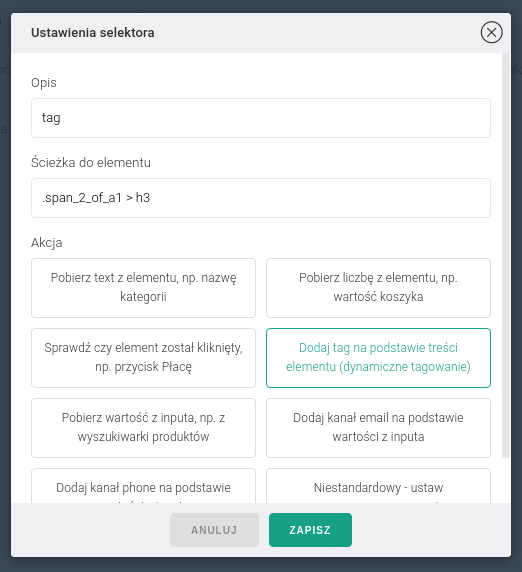 Ustawienia selektora
Opis
tag
Ścieżka do elementu
.span_2_of_a1 > h3
Akcja
Pobierz text z elementu, np. nazwę
kategorii
Pobierz liczbę z elementu, np.
wartość koszyka
Sprawdź czy element został kliknięty,
np. przycisk Płacę
Dodaj tag na podstawie treści
elementu (dynamiczne tagowanie)
Pobierz wartość z inputa, np. z
wyszukiwarki produktów
Dodaj kanał email na podstawie
wartości z inputa
Dodaj kanał phone na podstawie
Niestandardowy - ustaw
ANULUJ
ZAPISZ